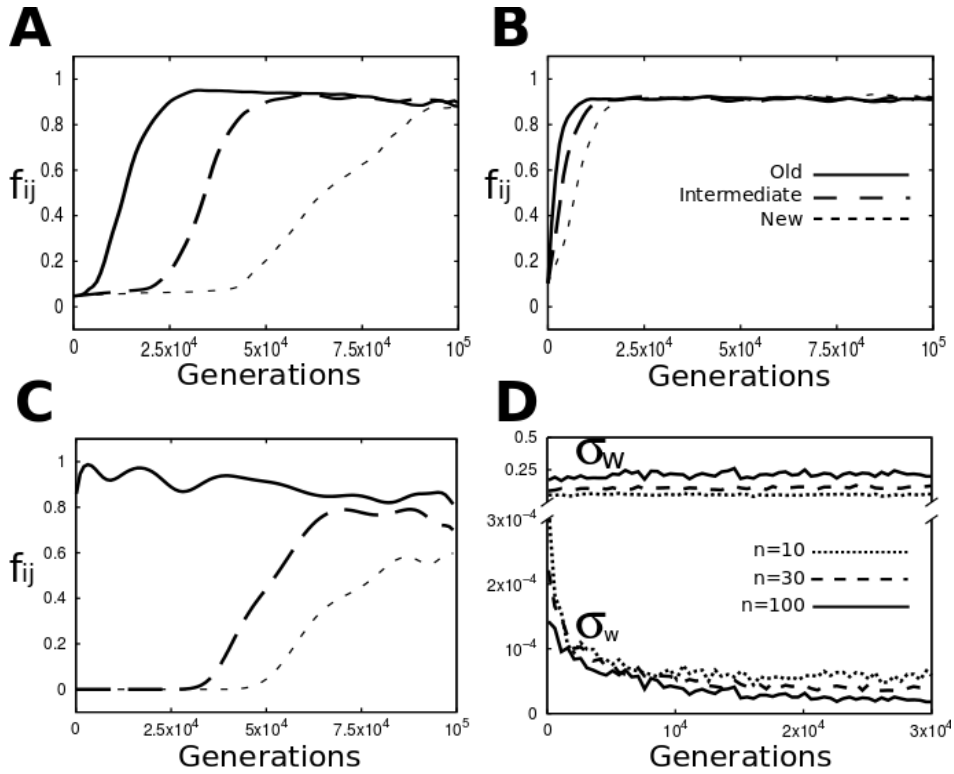 A
1
0.8
0.6
0.4
0.2
0
fij
0 2.5x10⁴ 5x10⁴ 7.5x10⁴ 10⁵
Generations
B
1
0.8
0.6
0.4
0.2
0
fij
Old
Intermediate
New
0 2.5x10⁴ 5x10⁴ 7.5x10⁴ 10⁵
Generations
C
1
0.8
0.6
0.4
0.2
0
fij
0 2.5x10⁴ 5x10⁴ 7.5x10⁴ 10⁵
Generations
D
0.5
0.25
σW
3x10⁻⁴
2x10⁻⁴
10⁻⁴
0
n=10
n=30
n=100
σw
0 10⁴ 2x10⁴ 3x10⁴
Generations